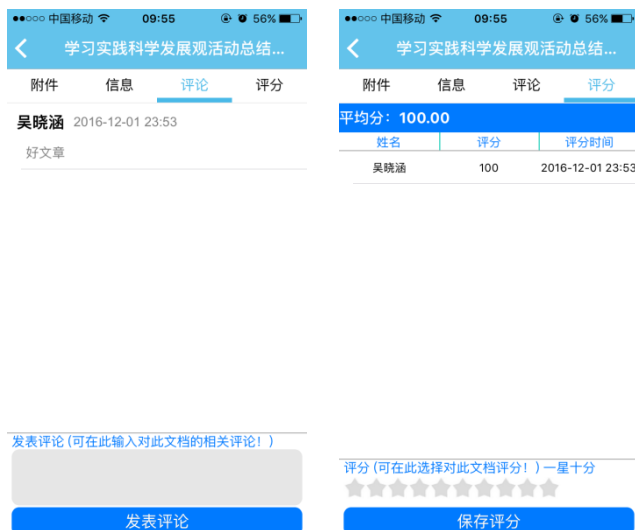 中国移动 09:55 56%
学习实践科学发展观活动总结...
附件 信息 评论 评分
吴晓涵 2016-12-01 23:53
好文章
发表评论(可在此输入对此文档的相关评论!)
发表评论
中国移动 09:55 56%
学习实践科学发展观活动总结...
附件 信息 评论 评分
平均分：100.00
姓名 评分 评分时间
吴晓涵 100 2016-12-01 23:53
评分(可在此选择对此文档评分!)一星十分
保存评分